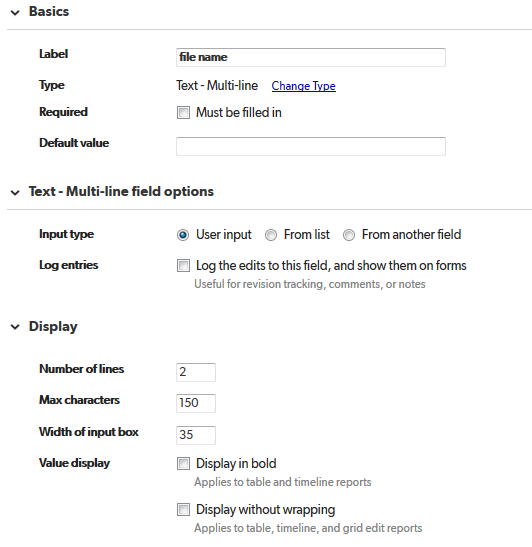 Basics
Label file name
Type Text - Multi-line Change Type
Required Must be filled in
Default value
Text - Multi-line field options
Input type User input From list From another field
Log entries Log the edits to this field, and show them on forms
Useful for revision tracking, comments, or notes
Display
Number of lines 2
Max characters 150
Width of input box 35
Value display Display in bold
Applies to table and timeline reports
Display without wrapping
Applies to table, timeline, and grid edit reports